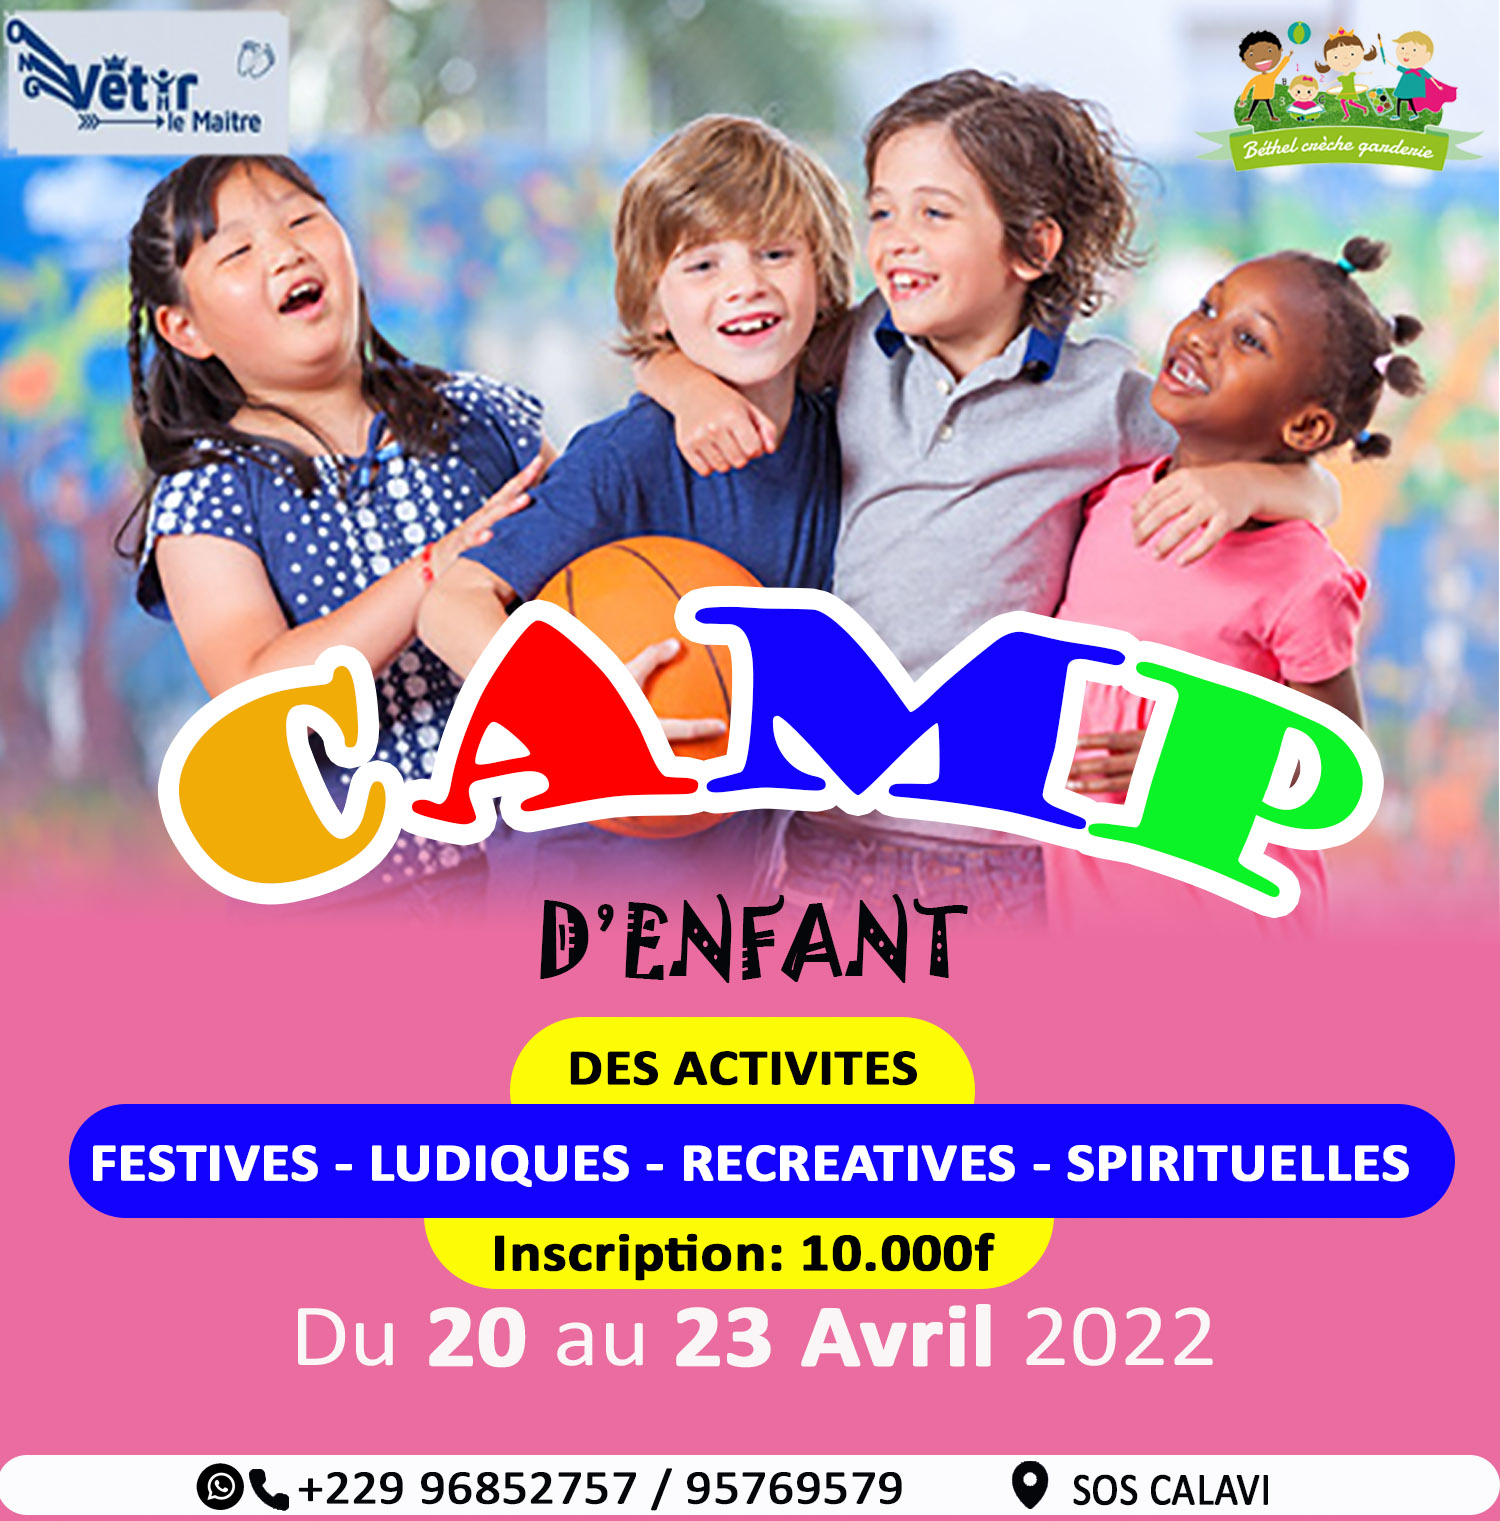 Vêtir
le Maitre
Béthel crèche garderie
CAMP
D'ENFANT
DES ACTIVITES
FESTIVES - LUDIQUES - RECREATIVES - SPIRITUELLES
Inscription: 10.000f
Du 20 au 23 Avril 2022
+229 96852757 / 95769579
SOS CALAVI